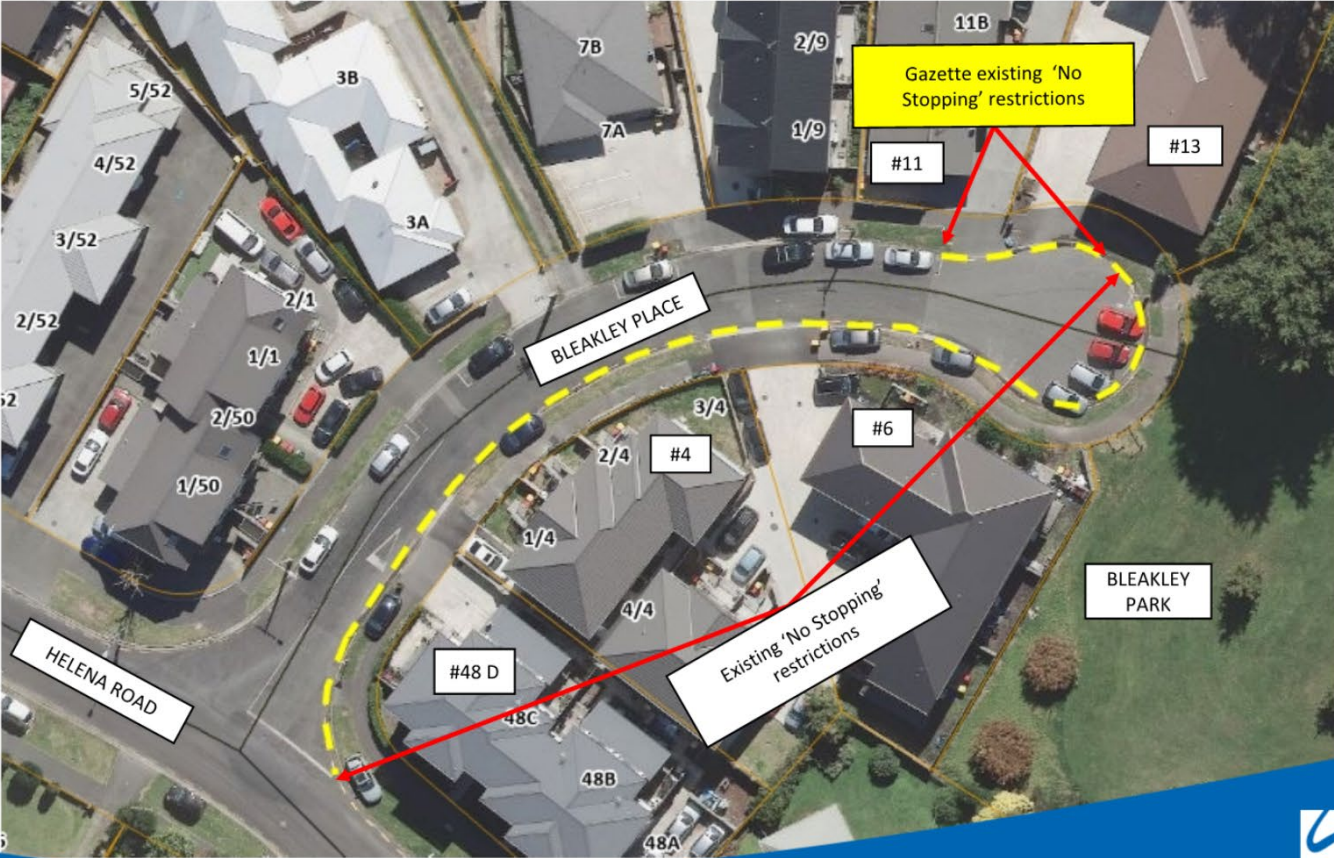 5/52
3B
7B
2/9
11B
Gazette existing ‘No
Stopping’ restrictions
4/52
7A
1/9
#11
#13
3/52
3A
2/52
2/1
BLEAKLEY PLACE
1/1
52
2/50
3/4
#6
2/4
#4
1/50
1/4
4/4
Existing ‘No Stopping’
restrictions
BLEAKLEY
PARK
HELENA ROAD
#48 D
48C
48B
48A